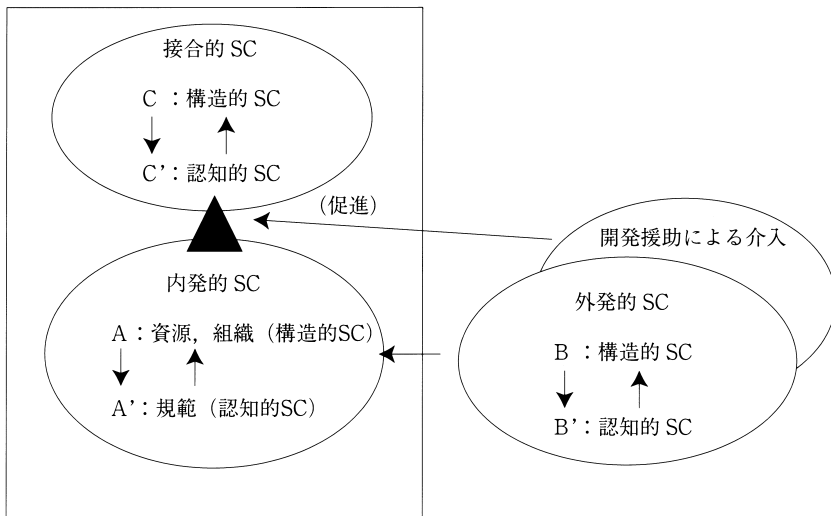 接合的 SC
C ：構造的 SC
C’：認知的 SC
（促進）
内発的 SC
A：資源，組織（構造的SC）
A’：規範（認知的SC）
開発援助による介入
外発的 SC
B ：構造的 SC
B’：認知的 SC